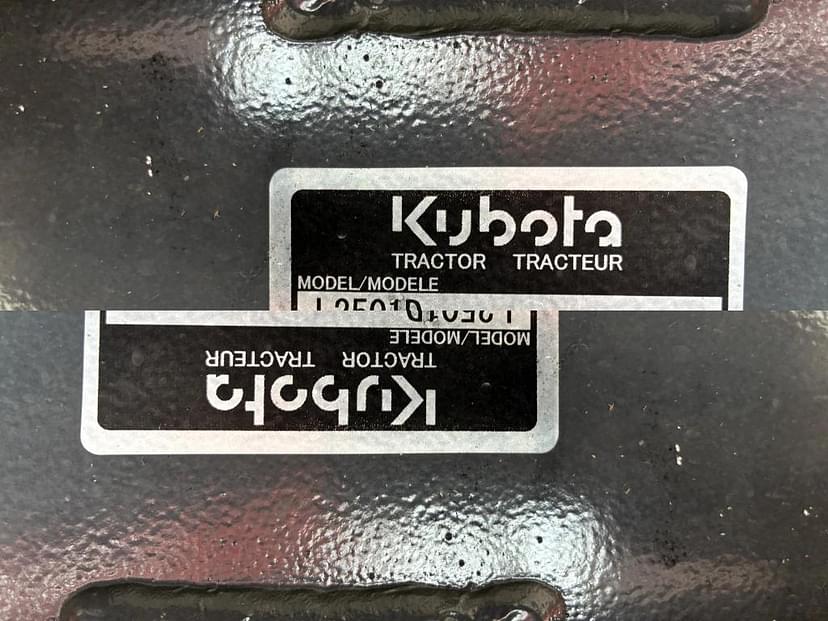 Kubota
TRACTOR TRACTEUR
MODEL/MODELE
MODEL/MODELE
TRACTOR TRACTEUR
Kubota